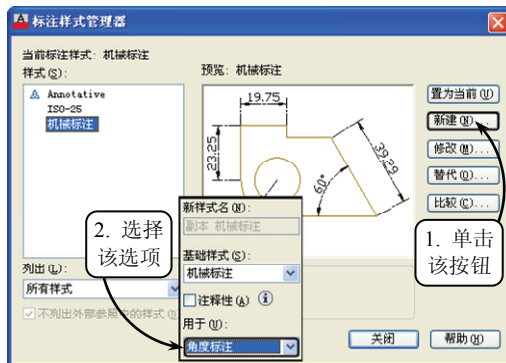 标注样式管理器
当前标注样式: 机械标注
样式(S):
预览: 机械标注
Annotative
ISO-25
机械标注
19.75
23.25
39.29
60°
置为当前(U)
新建(N)...
修改(M)...
替代(O)...
比较(C)...
新样式名(N):
副本 机械标注
基础样式(S):
机械标注
注释性(A)
用于(U):
角度标注
2. 选择
该选项
1. 单击
该按钮
列出(L):
所有样式
不列出外部参照中的样式
关闭
帮助(H)